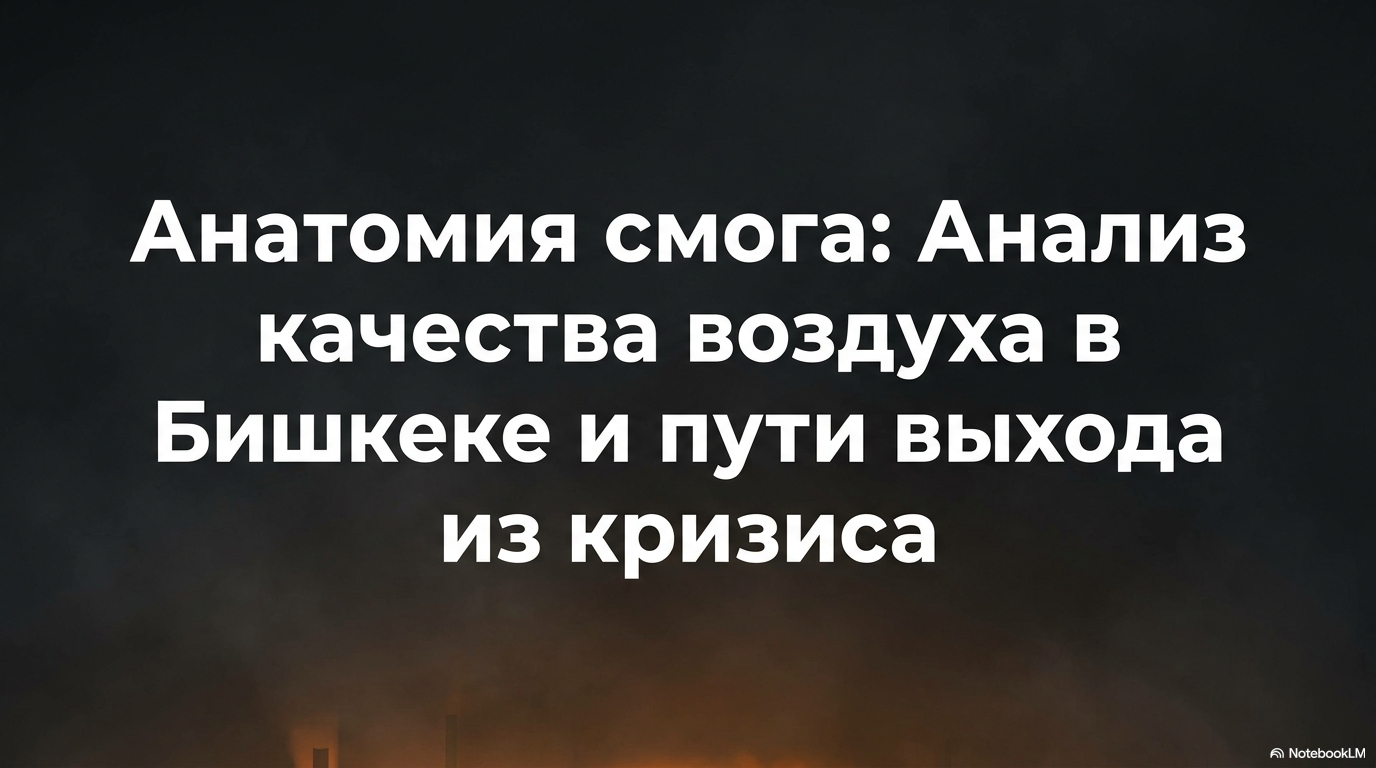 Анатомия смога: Анализ
качества воздуха в
Бишкеке и пути выхода
из кризиса
NotebookLM